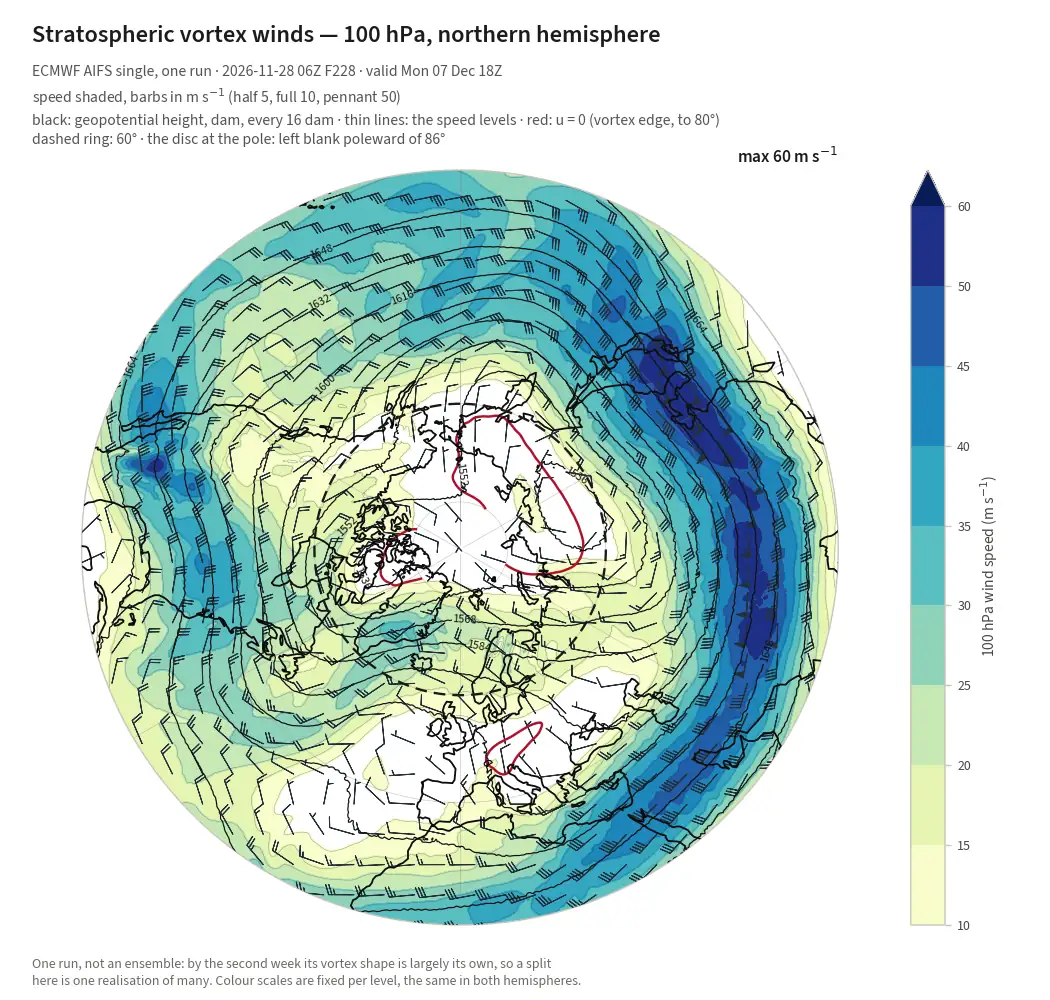 Stratospheric vortex winds — 100 hPa, northern hemisphere
ECMWF AIFS single, one run · 2026-11-28 06Z F228 · valid Mon 07 Dec 18Z
speed shaded, barbs in m s⁻¹ (half 5, full 10, pennant 50)
black: geopotential height, dam, every 16 dam · thin lines: the speed levels · red: u = 0 (vortex edge, to 80°)
dashed ring: 60° · the disc at the pole: left blank poleward of 86°
max 60 m s⁻¹
60
50
45
40
35
30
25
20
15
10
100 hPa wind speed (m s⁻¹)
1648
1632
1616
1600
1664
1664
1552
1568
1584
One run, not an ensemble: by the second week its vortex shape is largely its own, so a split
here is one realisation of many. Colour scales are fixed per level, the same in both hemispheres.